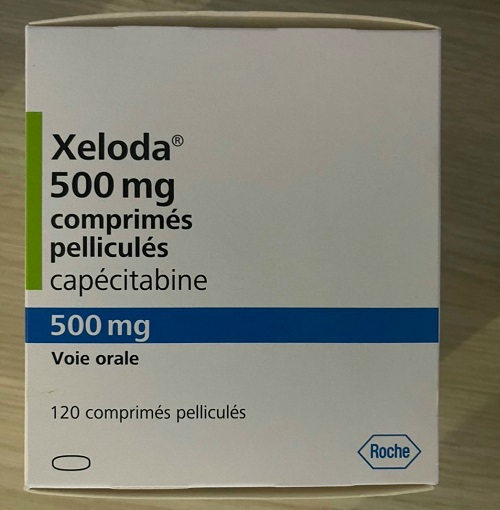 Xeloda®
500 mg
comprimés
pelliculés
capécitabine
500 mg
Voie orale
120 comprimés pelliculés
Roche